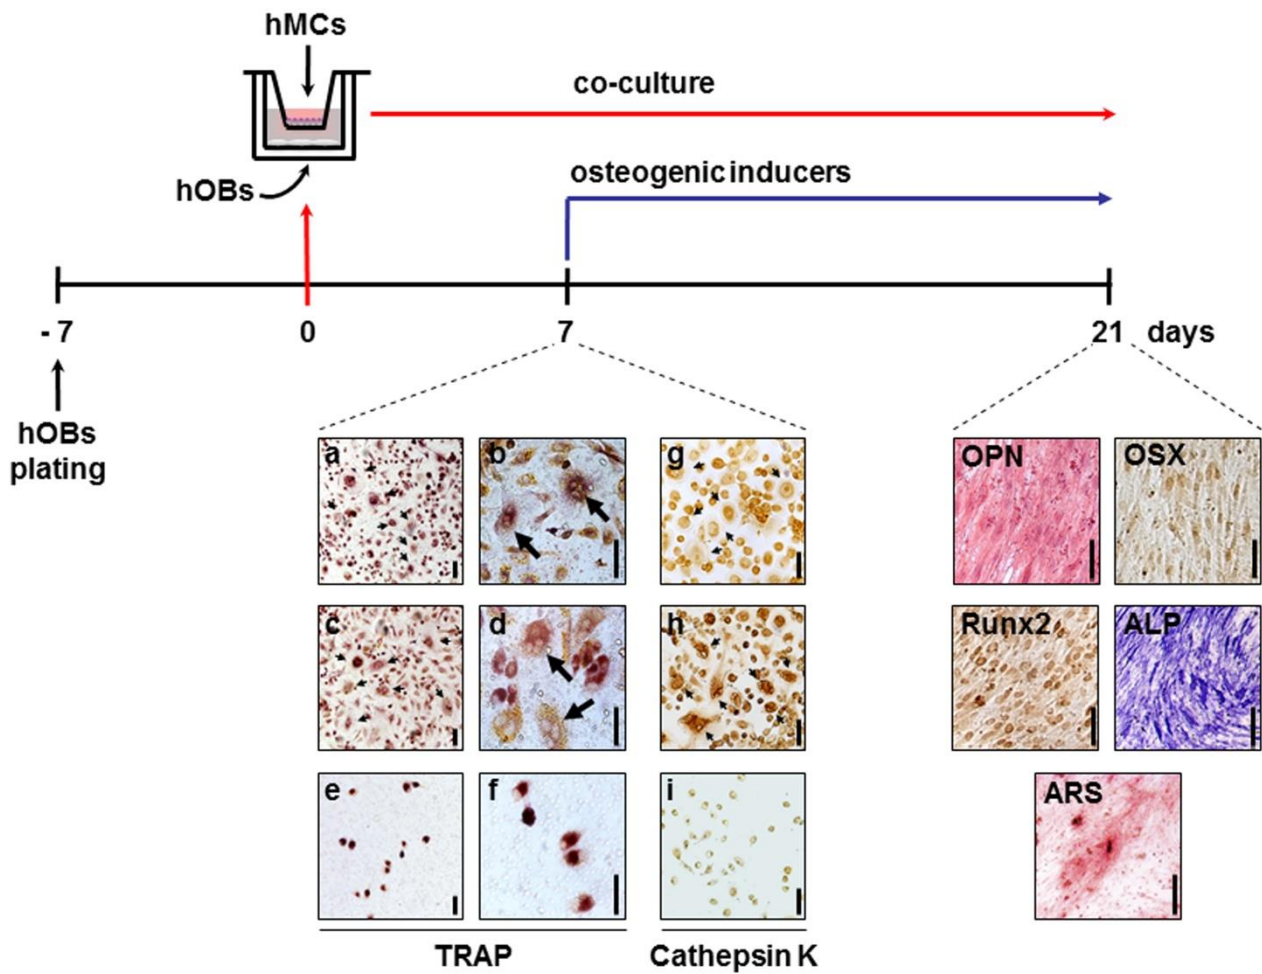 hMCs
co-culture
osteogenic inducers
hOBs
- 7
0
7
21 days
hOBs
plating
a
b
g
OPN
OSX
c
d
h
Runx2
ALP
e
f
i
ARS
TRAP
Cathepsin K